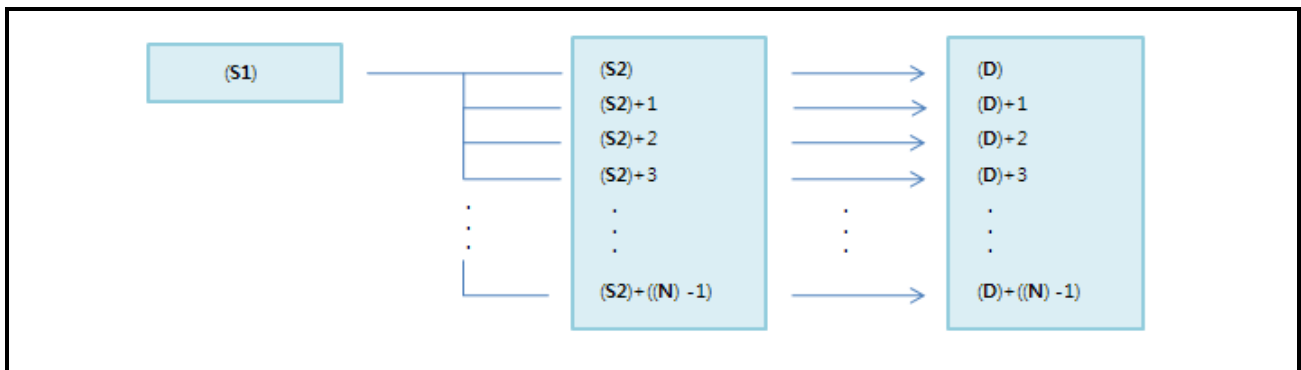 (S1) (S2) (D)
(S2)+1 (D)+1
(S2)+2 (D)+2
(S2)+3 (D)+3
(S2)+((N) -1) (D)+((N) -1)